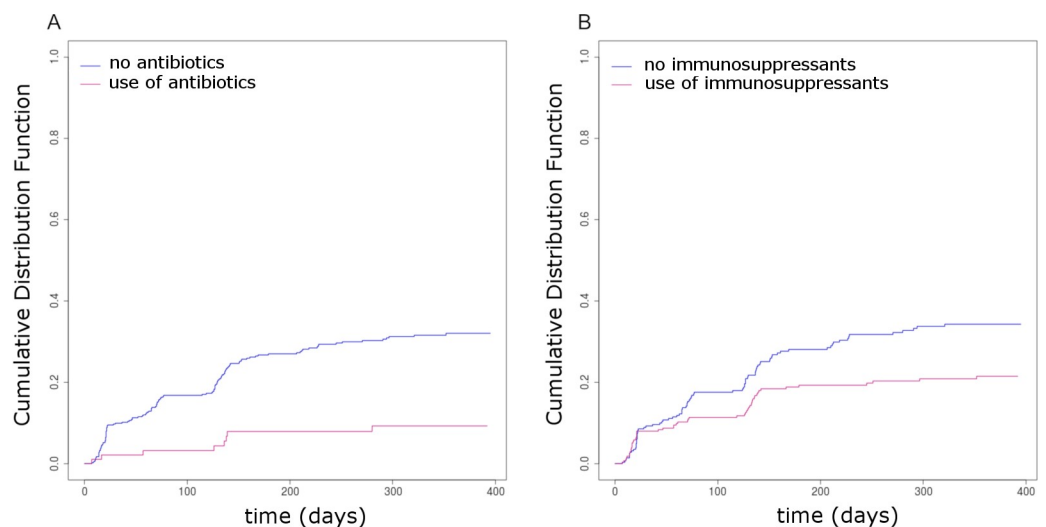 A
no antibiotics
use of antibiotics
Cumulative Distribution Function
1.0
0.8
0.6
0.4
0.2
0.0
0 100 200 300 400
time (days)
B
no immunosuppressants
use of immunosuppressants
Cumulative Distribution Function
1.0
0.8
0.6
0.4
0.2
0.0
0 100 200 300 400
time (days)